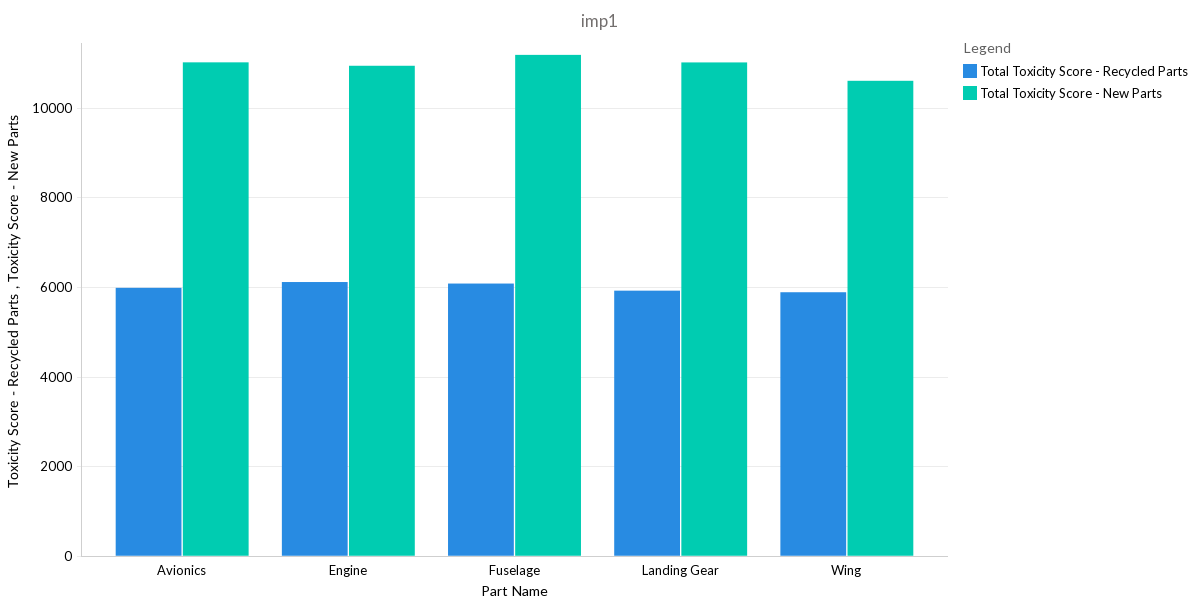 imp1
Legend
Total Toxicity Score - Recycled Parts
Total Toxicity Score - New Parts
Toxicity Score - Recycled Parts , Toxicity Score - New Parts
10000
8000
6000
4000
2000
0
Avionics Engine Fuselage Landing Gear Wing
Part Name